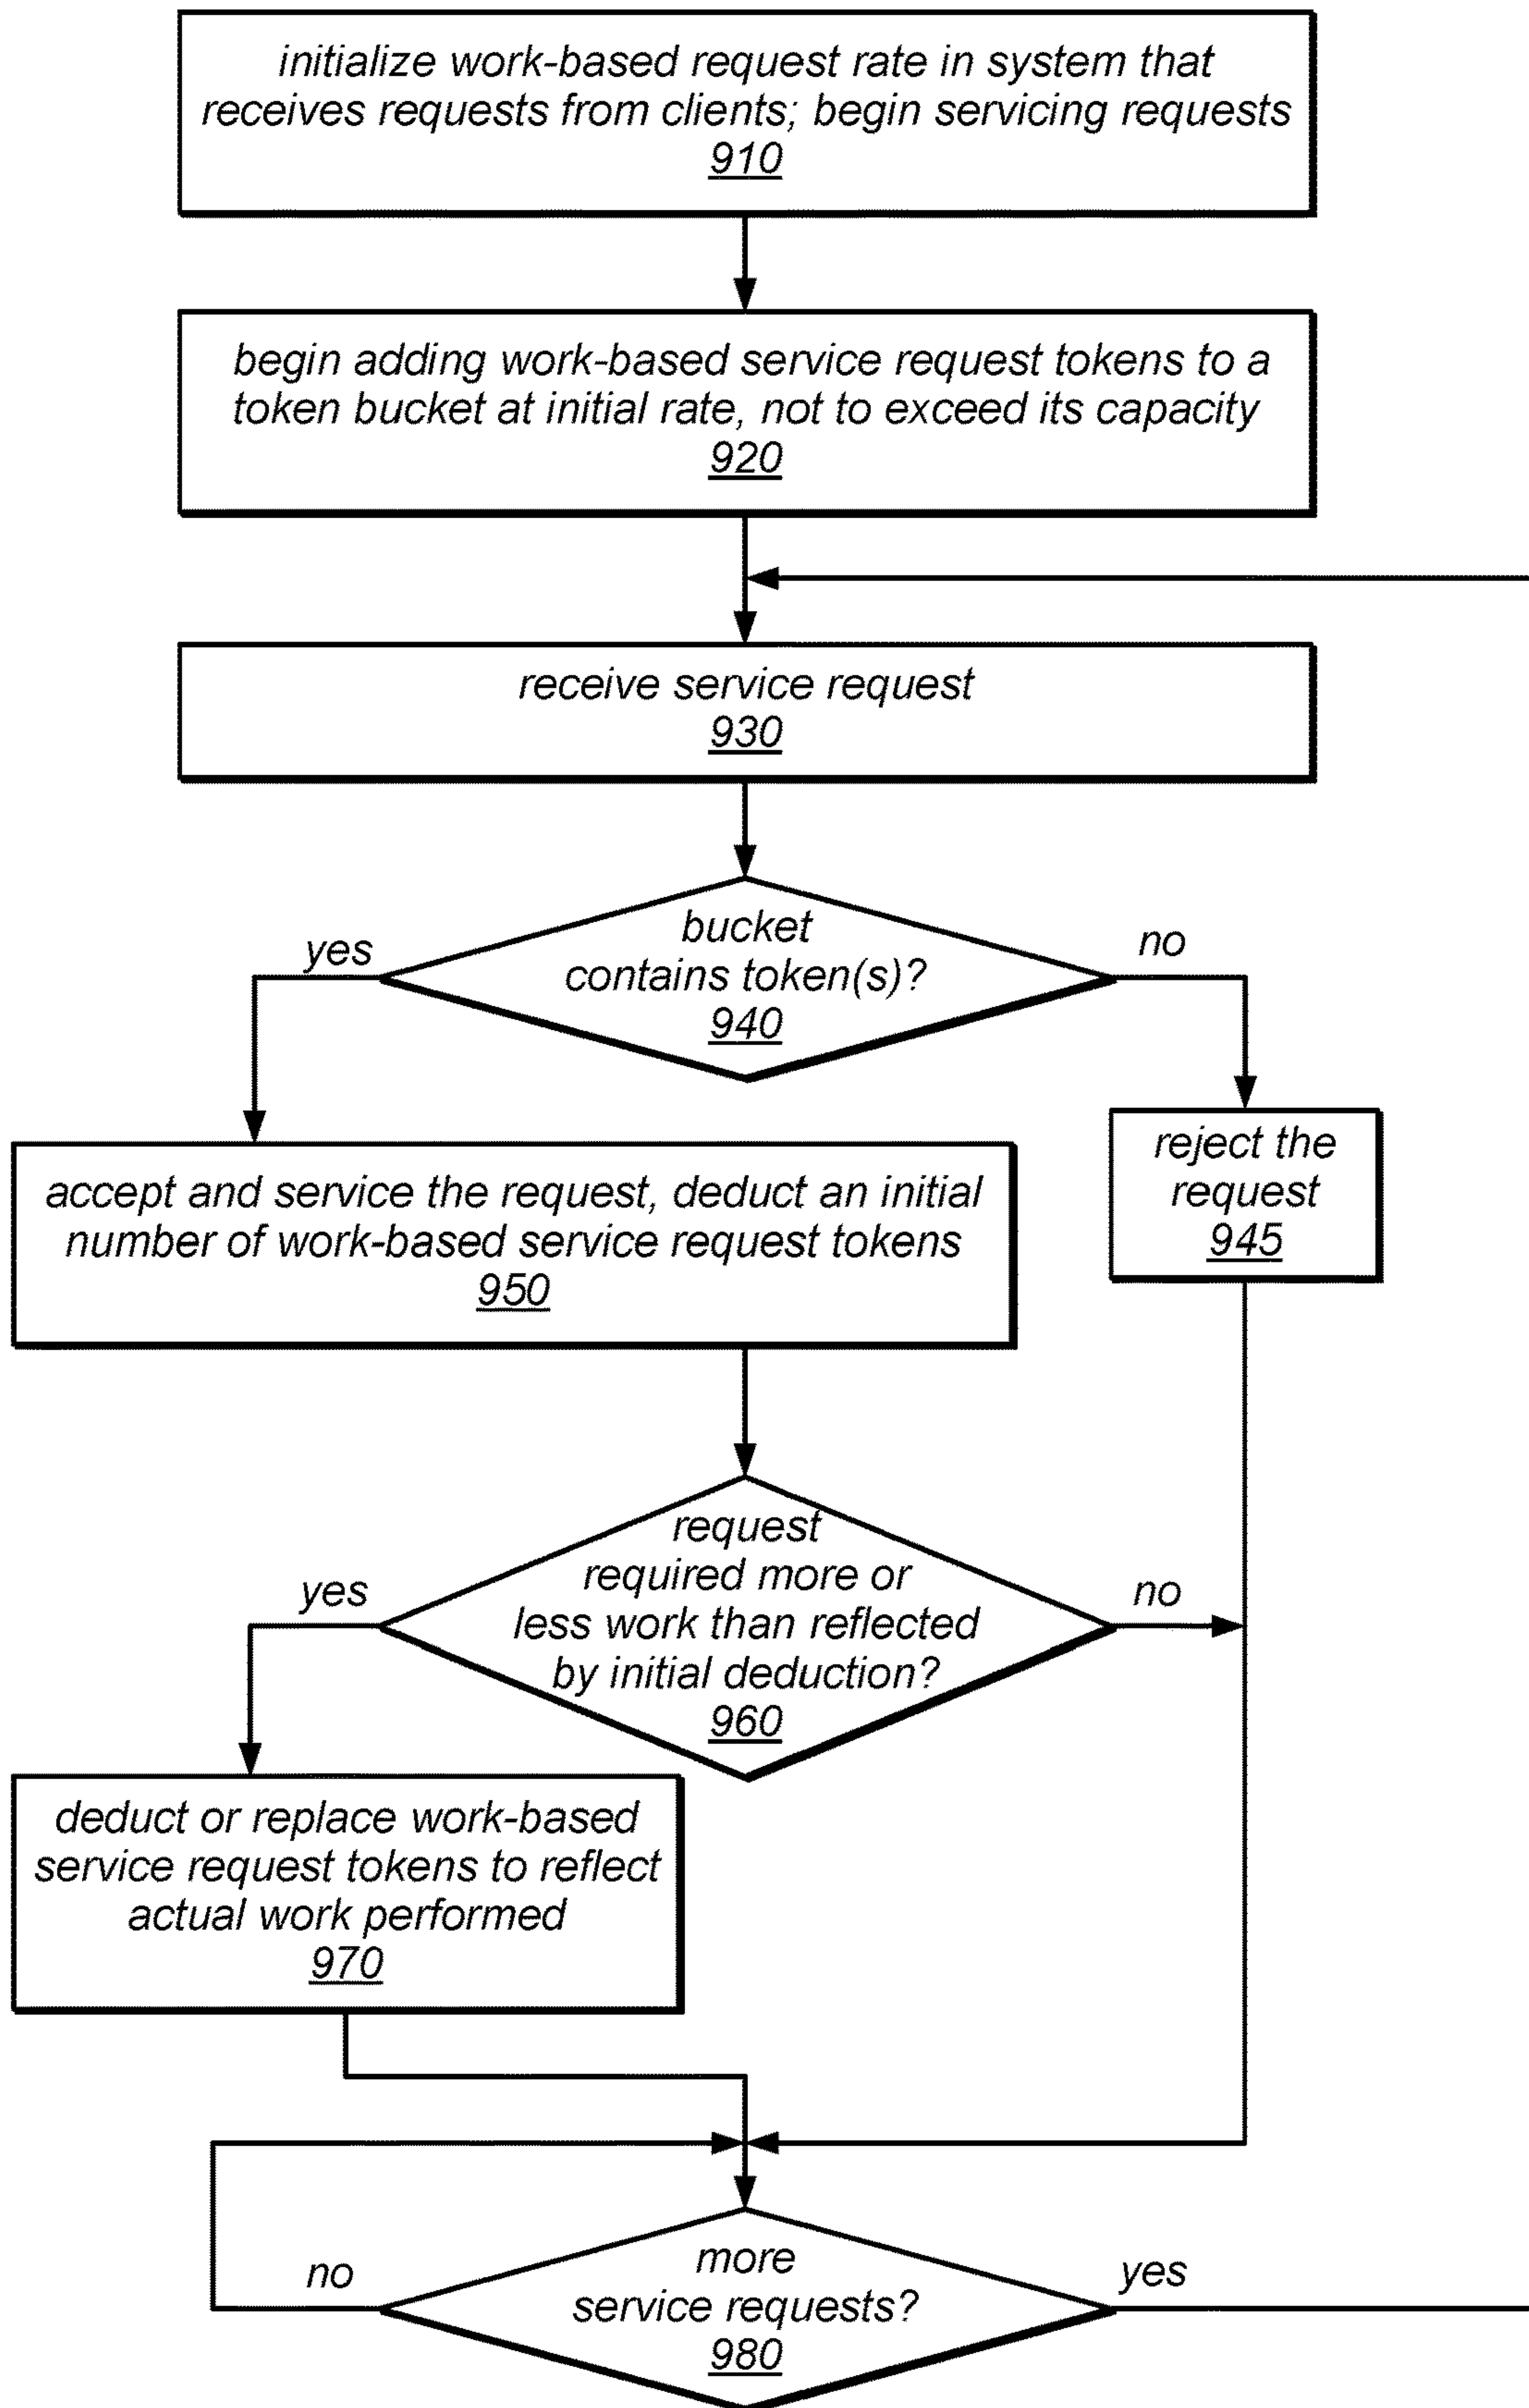 initialize work-based request rate in system that
receives requests from clients; begin servicing requests
910
begin adding work-based service request tokens to a
token bucket at initial rate, not to exceed its capacity
920
receive service request
930
bucket
contains token(s)?
940
yes
no
accept and service the request, deduct an initial
number of work-based service request tokens
950
reject the
request
945
request
required more or
less work than reflected
by initial deduction?
960
yes
no
deduct or replace work-based
service request tokens to reflect
actual work performed
970
more
service requests?
980
no
yes